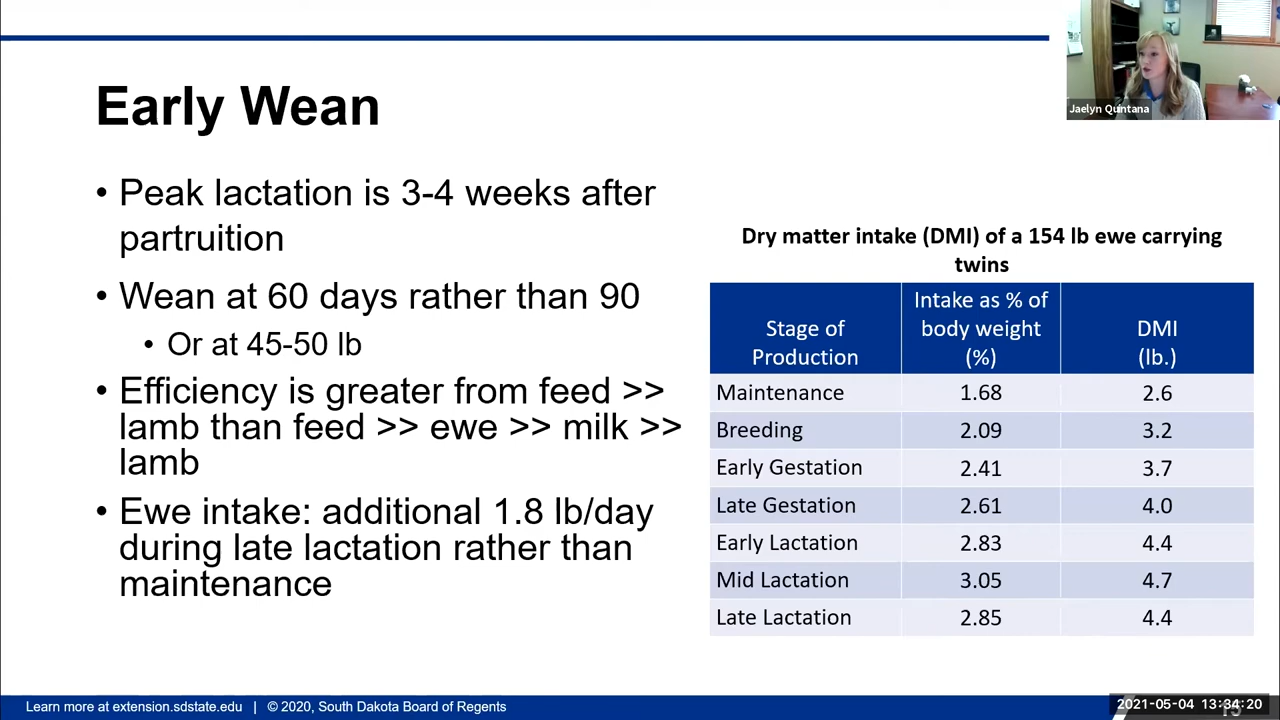 Early Wean
• Peak lactation is 3-4 weeks after
partruition
• Wean at 60 days rather than 90
• Or at 45-50 lb
• Efficiency is greater from feed >>
lamb than feed >> ewe >> milk >>
lamb
• Ewe intake: additional 1.8 lb/day
during late lactation rather than
maintenance
Jaelyn Quintana
Dry matter intake (DMI) of a 154 lb ewe carrying
twins
Stage of Production | Intake as % of body weight (%) | DMI (lb.)
Maintenance 1.68 2.6
Breeding 2.09 3.2
Early Gestation 2.41 3.7
Late Gestation 2.61 4.0
Early Lactation 2.83 4.4
Mid Lactation 3.05 4.7
Late Lactation 2.85 4.4
Learn more at extension.sdstate.edu | © 2020, South Dakota Board of Regents
2021-05-04 13:34:20